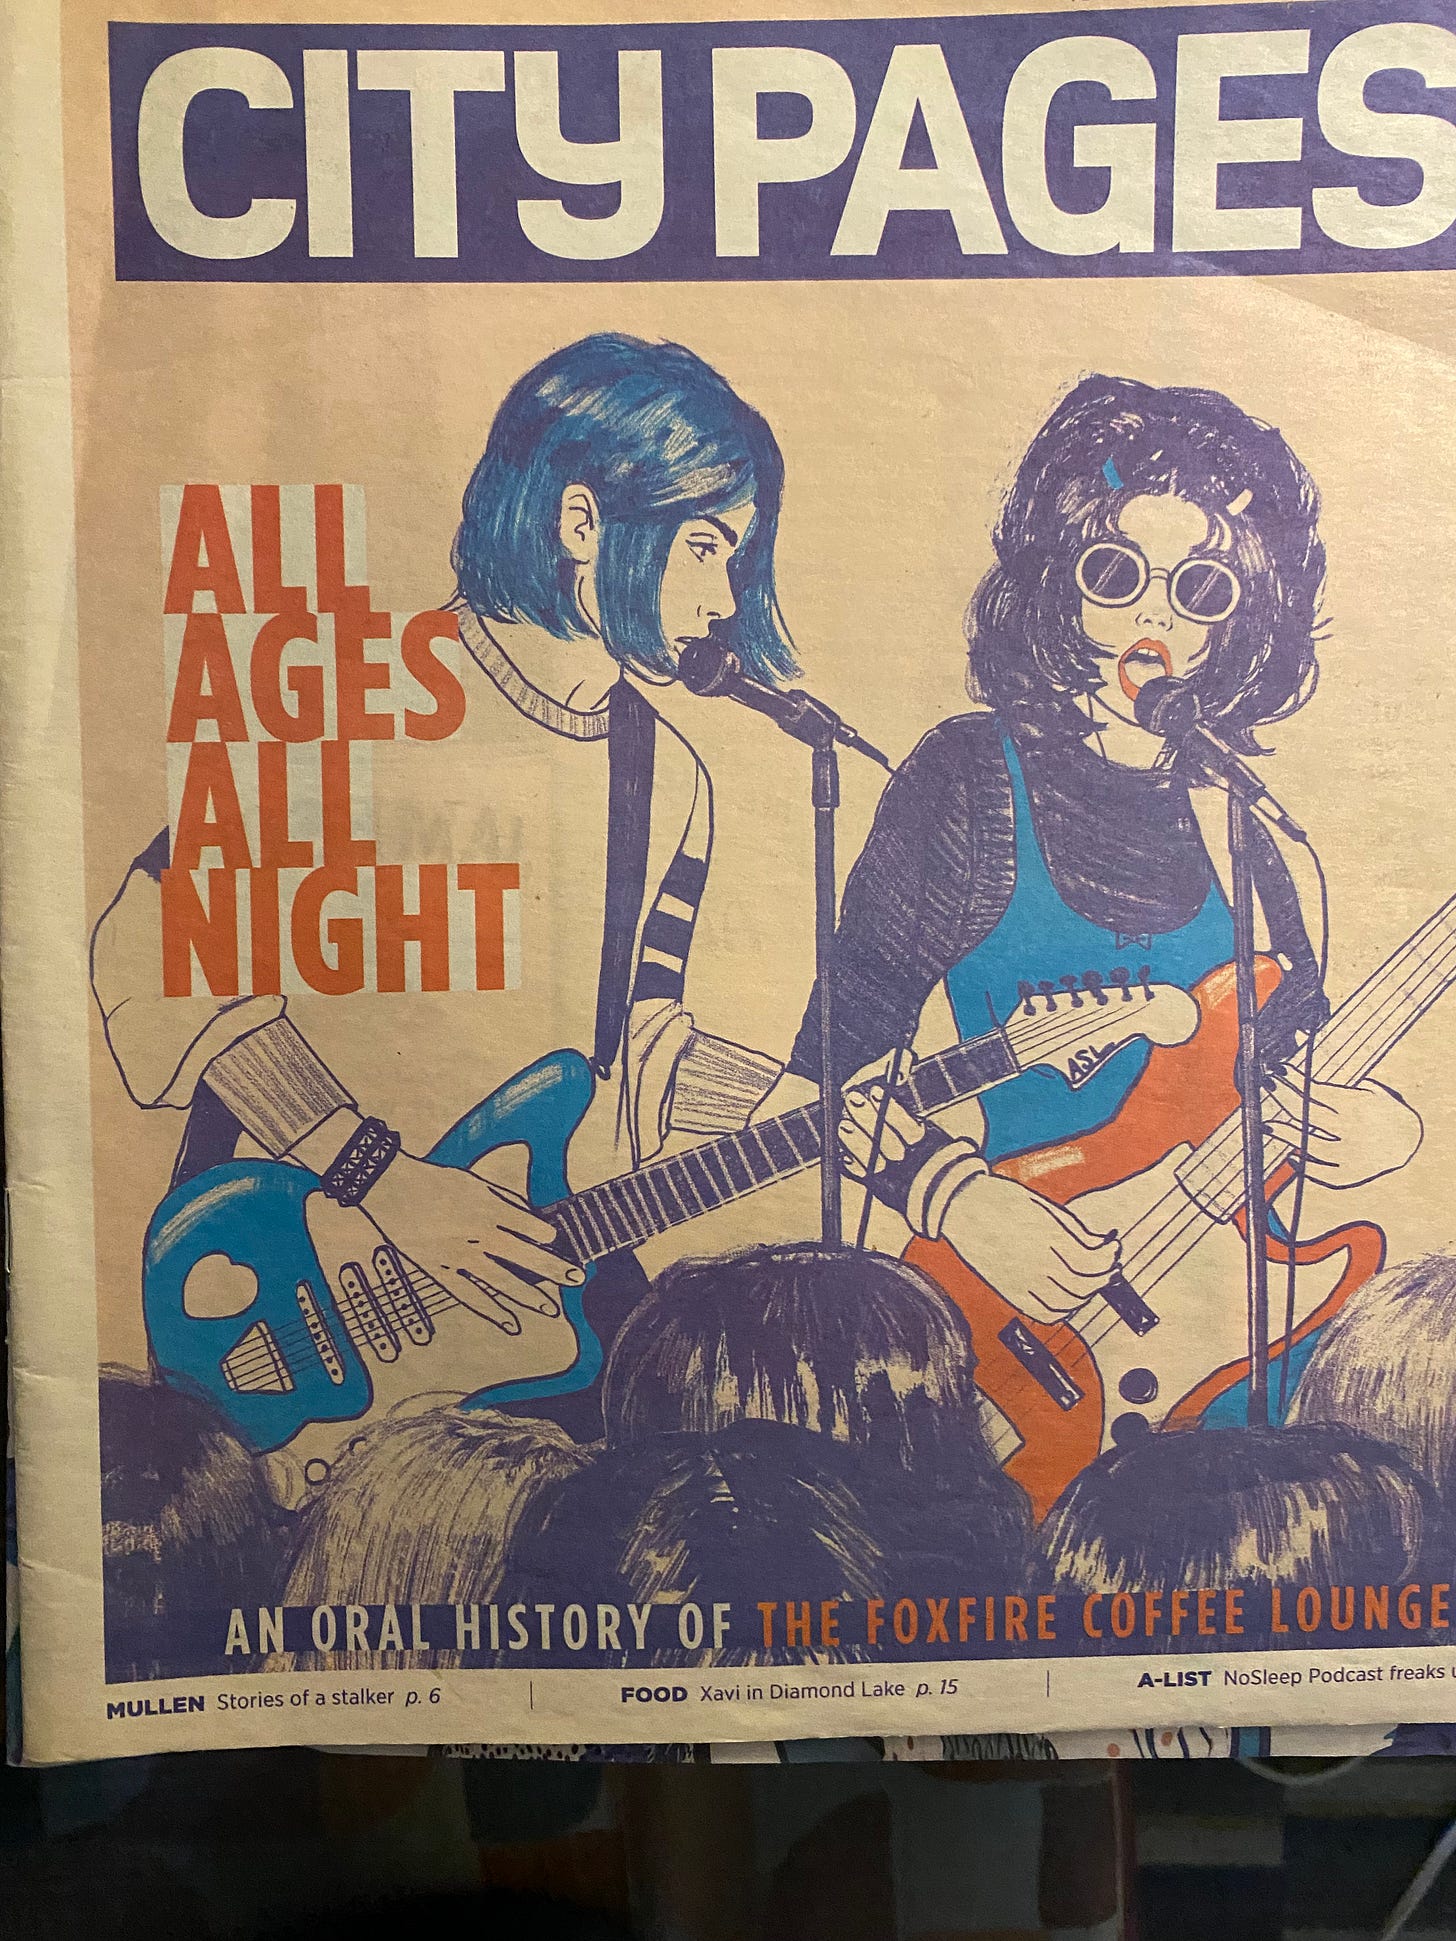 CITY PAGES
ALL
AGES
ALL
NIGHT
ASL
AN ORAL HISTORY OF THE FOXFIRE COFFEE LOUNGE
MULLEN Stories of a stalker p. 6 | FOOD Xavi in Diamond Lake p. 15 | A-LIST NoSleep Podcast freaks